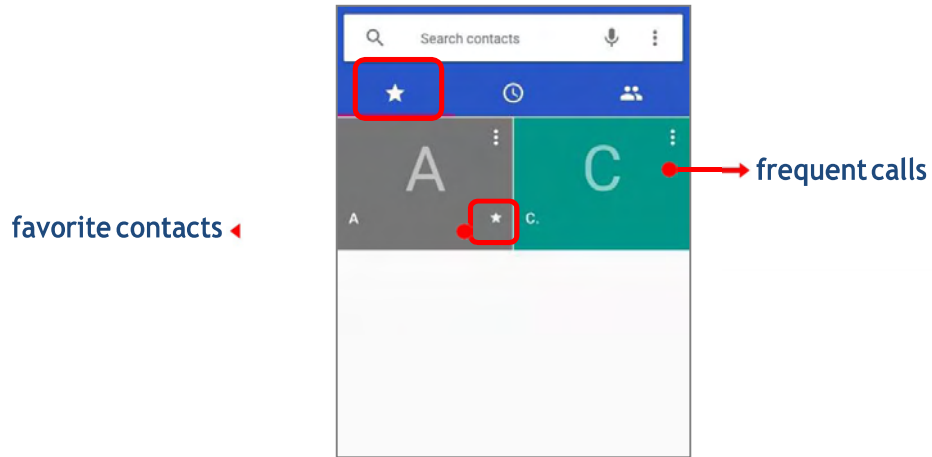 Search contacts
A
C
frequent calls
A
C.
favorite contacts